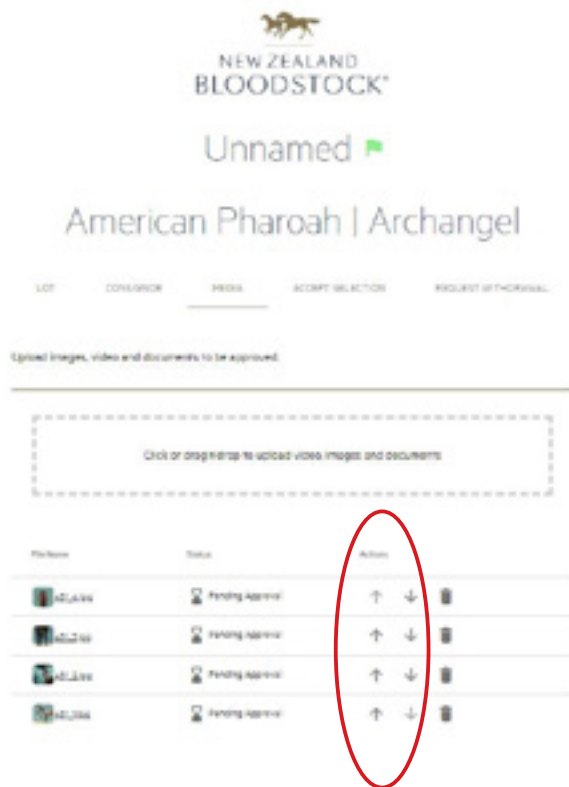 NEW ZEALAND
BLOODSTOCK®
Unnamed
American Pharoah | Archangel
LOT CONSIGNOR MEDIA ACCEPT SELECTION REQUEST WITHDRAWAL
Upload images, video and documents to be approved.
Click or drag n drop to upload video, images and documents
File Name Status Actions
Pending Approval
Pending Approval
Pending Approval
Pending Approval